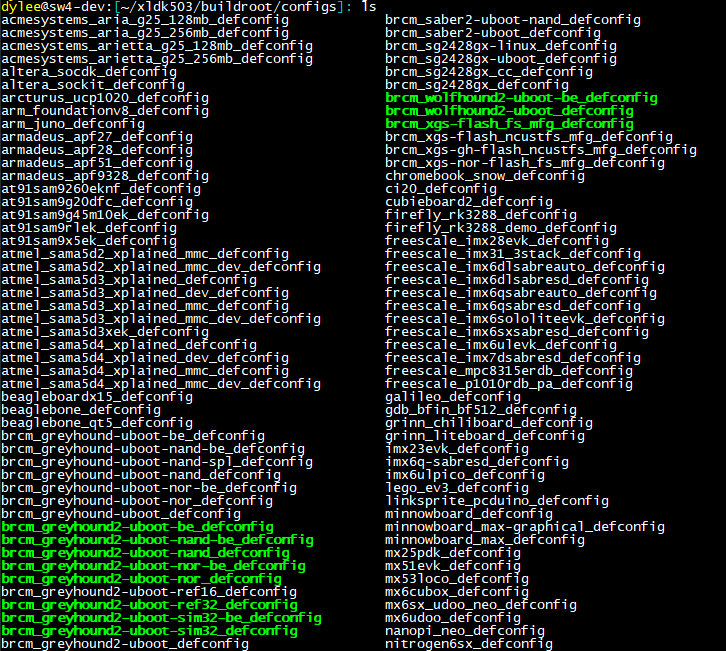 dylee@sw4-dev:[~/xldk503/buildroot/configs]: ls
acmesystems_aria_g25_128mb_defconfig brcm_saber2-uboot-nand_defconfig
acmesystems_aria_g25_256mb_defconfig brcm_saber2-uboot_defconfig
acmesystems_arietta_g25_128mb_defconfig brcm_sg2428gx-linux_defconfig
acmesystems_arietta_g25_256mb_defconfig brcm_sg2428gx-uboot_defconfig
altera_socdk_defconfig brcm_sg2428gx_cc_defconfig
altera_sockit_defconfig brcm_sg2428gx_defconfig
arcturus_ucp1020_defconfig brcm_wolfhound2-uboot-be_defconfig
arm_foundationv8_defconfig brcm_wolfhound2-uboot_defconfig
arm_juno_defconfig brcm_xgs-flash_fs_mfg_defconfig
armadeus_apf27_defconfig brcm_xgs-flash_ncustfs_mfg_defconfig
armadeus_apf28_defconfig brcm_xgs-gh-flash_ncustfs_mfg_defconfig
armadeus_apf51_defconfig brcm_xgs-nor-flash_fs_mfg_defconfig
armadeus_apf9328_defconfig chromebook_snow_defconfig
at91sam9260eknf_defconfig ci20_defconfig
at91sam9g20dfc_defconfig cubieboard2_defconfig
at91sam9g45m10ek_defconfig firefly_rk3288_defconfig
at91sam9rlek_defconfig firefly_rk3288_demo_defconfig
at91sam9x5ek_defconfig freescale_imx28evk_defconfig
atmel_sama5d2_xplained_mmc_defconfig freescale_imx31_3stack_defconfig
atmel_sama5d2_xplained_mmc_dev_defconfig freescale_imx6dlsabreauto_defconfig
atmel_sama5d3_xplained_defconfig freescale_imx6dlsabresd_defconfig
atmel_sama5d3_xplained_dev_defconfig freescale_imx6qsabreauto_defconfig
atmel_sama5d3_xplained_mmc_defconfig freescale_imx6qsabresd_defconfig
atmel_sama5d3_xplained_mmc_dev_defconfig freescale_imx6sololiteevk_defconfig
atmel_sama5d3xek_defconfig freescale_imx6sxsabresd_defconfig
atmel_sama5d4_xplained_defconfig freescale_imx6ulevk_defconfig
atmel_sama5d4_xplained_dev_defconfig freescale_imx7dsabresd_defconfig
atmel_sama5d4_xplained_mmc_defconfig freescale_mpc8315erdb_defconfig
atmel_sama5d4_xplained_mmc_dev_defconfig freescale_p1010rdb_pa_defconfig
beagleboardx15_defconfig galileo_defconfig
beaglebone_defconfig gdb_bfin_bf512_defconfig
beaglebone_qt5_defconfig grinn_chiliboard_defconfig
brcm_greyhound-uboot-be_defconfig grinn_liteboard_defconfig
brcm_greyhound-uboot-nand-be_defconfig imx23evk_defconfig
brcm_greyhound-uboot-nand-spl_defconfig imx6q-sabresd_defconfig
brcm_greyhound-uboot-nand_defconfig imx6ulpico_defconfig
brcm_greyhound-uboot-nor-be_defconfig lego_ev3_defconfig
brcm_greyhound-uboot-nor_defconfig linksprite_pcduino_defconfig
brcm_greyhound-uboot_defconfig minnowboard_defconfig
brcm_greyhound2-uboot-be_defconfig minnowboard_max-graphical_defconfig
brcm_greyhound2-uboot-nand-be_defconfig minnowboard_max_defconfig
brcm_greyhound2-uboot-nand_defconfig mx25pdk_defconfig
brcm_greyhound2-uboot-nor-be_defconfig mx51evk_defconfig
brcm_greyhound2-uboot-nor_defconfig mx53loco_defconfig
brcm_greyhound2-uboot-ref16_defconfig mx6cubox_defconfig
brcm_greyhound2-uboot-ref32_defconfig mx6sx_udoo_neo_defconfig
brcm_greyhound2-uboot-sim32-be_defconfig mx6udoo_defconfig
brcm_greyhound2-uboot-sim32_defconfig nanopi_neo_defconfig
brcm_greyhound2-uboot_defconfig nitrogen6sx_defconfig